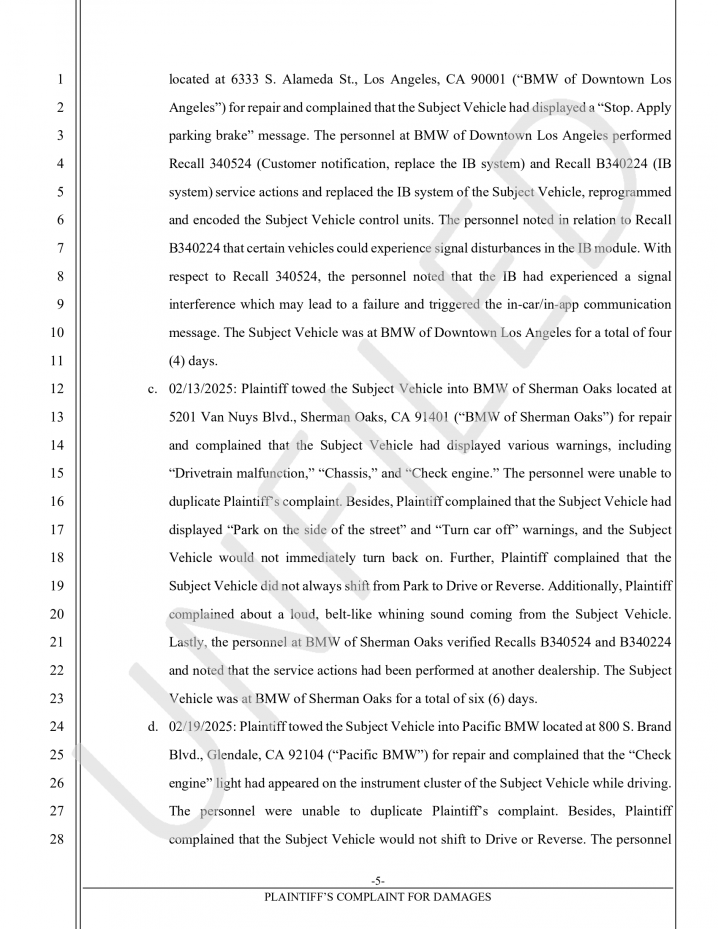 1 located at 6333 S. Alameda St., Los Angeles, CA 90001 (“BMW of Downtown Los
2 Angeles”) for repair and complained that the Subject Vehicle had displayed a “Stop. Apply
3 parking brake” message. The personnel at BMW of Downtown Los Angeles performed
4 Recall 340524 (Customer notification, replace the IB system) and Recall B340224 (IB
5 system) service actions and replaced the IB system of the Subject Vehicle, reprogrammed
6 and encoded the Subject Vehicle control units. The personnel noted in relation to Recall
7 B340224 that certain vehicles could experience signal disturbances in the IB module. With
8 respect to Recall 340524, the personnel noted that the IB had experienced a signal
9 interference which may lead to a failure and triggered the in-car/in-app communication
10 message. The Subject Vehicle was at BMW of Downtown Los Angeles for a total of four
11 (4) days.
12 c. 02/13/2025: Plaintiff towed the Subject Vehicle into BMW of Sherman Oaks located at
13 5201 Van Nuys Blvd., Sherman Oaks, CA 91401 (“BMW of Sherman Oaks”) for repair
14 and complained that the Subject Vehicle had displayed various warnings, including
15 “Drivetrain malfunction,” “Chassis,” and “Check engine.” The personnel were unable to
16 duplicate Plaintiff’s complaint. Besides, Plaintiff complained that the Subject Vehicle had
17 displayed “Park on the side of the street” and “Turn car off” warnings, and the Subject
18 Vehicle would not immediately turn back on. Further, Plaintiff complained that the
19 Subject Vehicle did not always shift from Park to Drive or Reverse. Additionally, Plaintiff
20 complained about a loud, belt-like whining sound coming from the Subject Vehicle.
21 Lastly, the personnel at BMW of Sherman Oaks verified Recalls B340524 and B340224
22 and noted that the service actions had been performed at another dealership. The Subject
23 Vehicle was at BMW of Sherman Oaks for a total of six (6) days.
24 d. 02/19/2025: Plaintiff towed the Subject Vehicle into Pacific BMW located at 800 S. Brand
25 Blvd., Glendale, CA 92104 (“Pacific BMW”) for repair and complained that the “Check
26 engine” light had appeared on the instrument cluster of the Subject Vehicle while driving.
27 The personnel were unable to duplicate Plaintiff’s complaint. Besides, Plaintiff
28 complained that the Subject Vehicle would not shift to Drive or Reverse. The personnel
-5-
PLAINTIFF’S COMPLAINT FOR DAMAGES
UNFILED